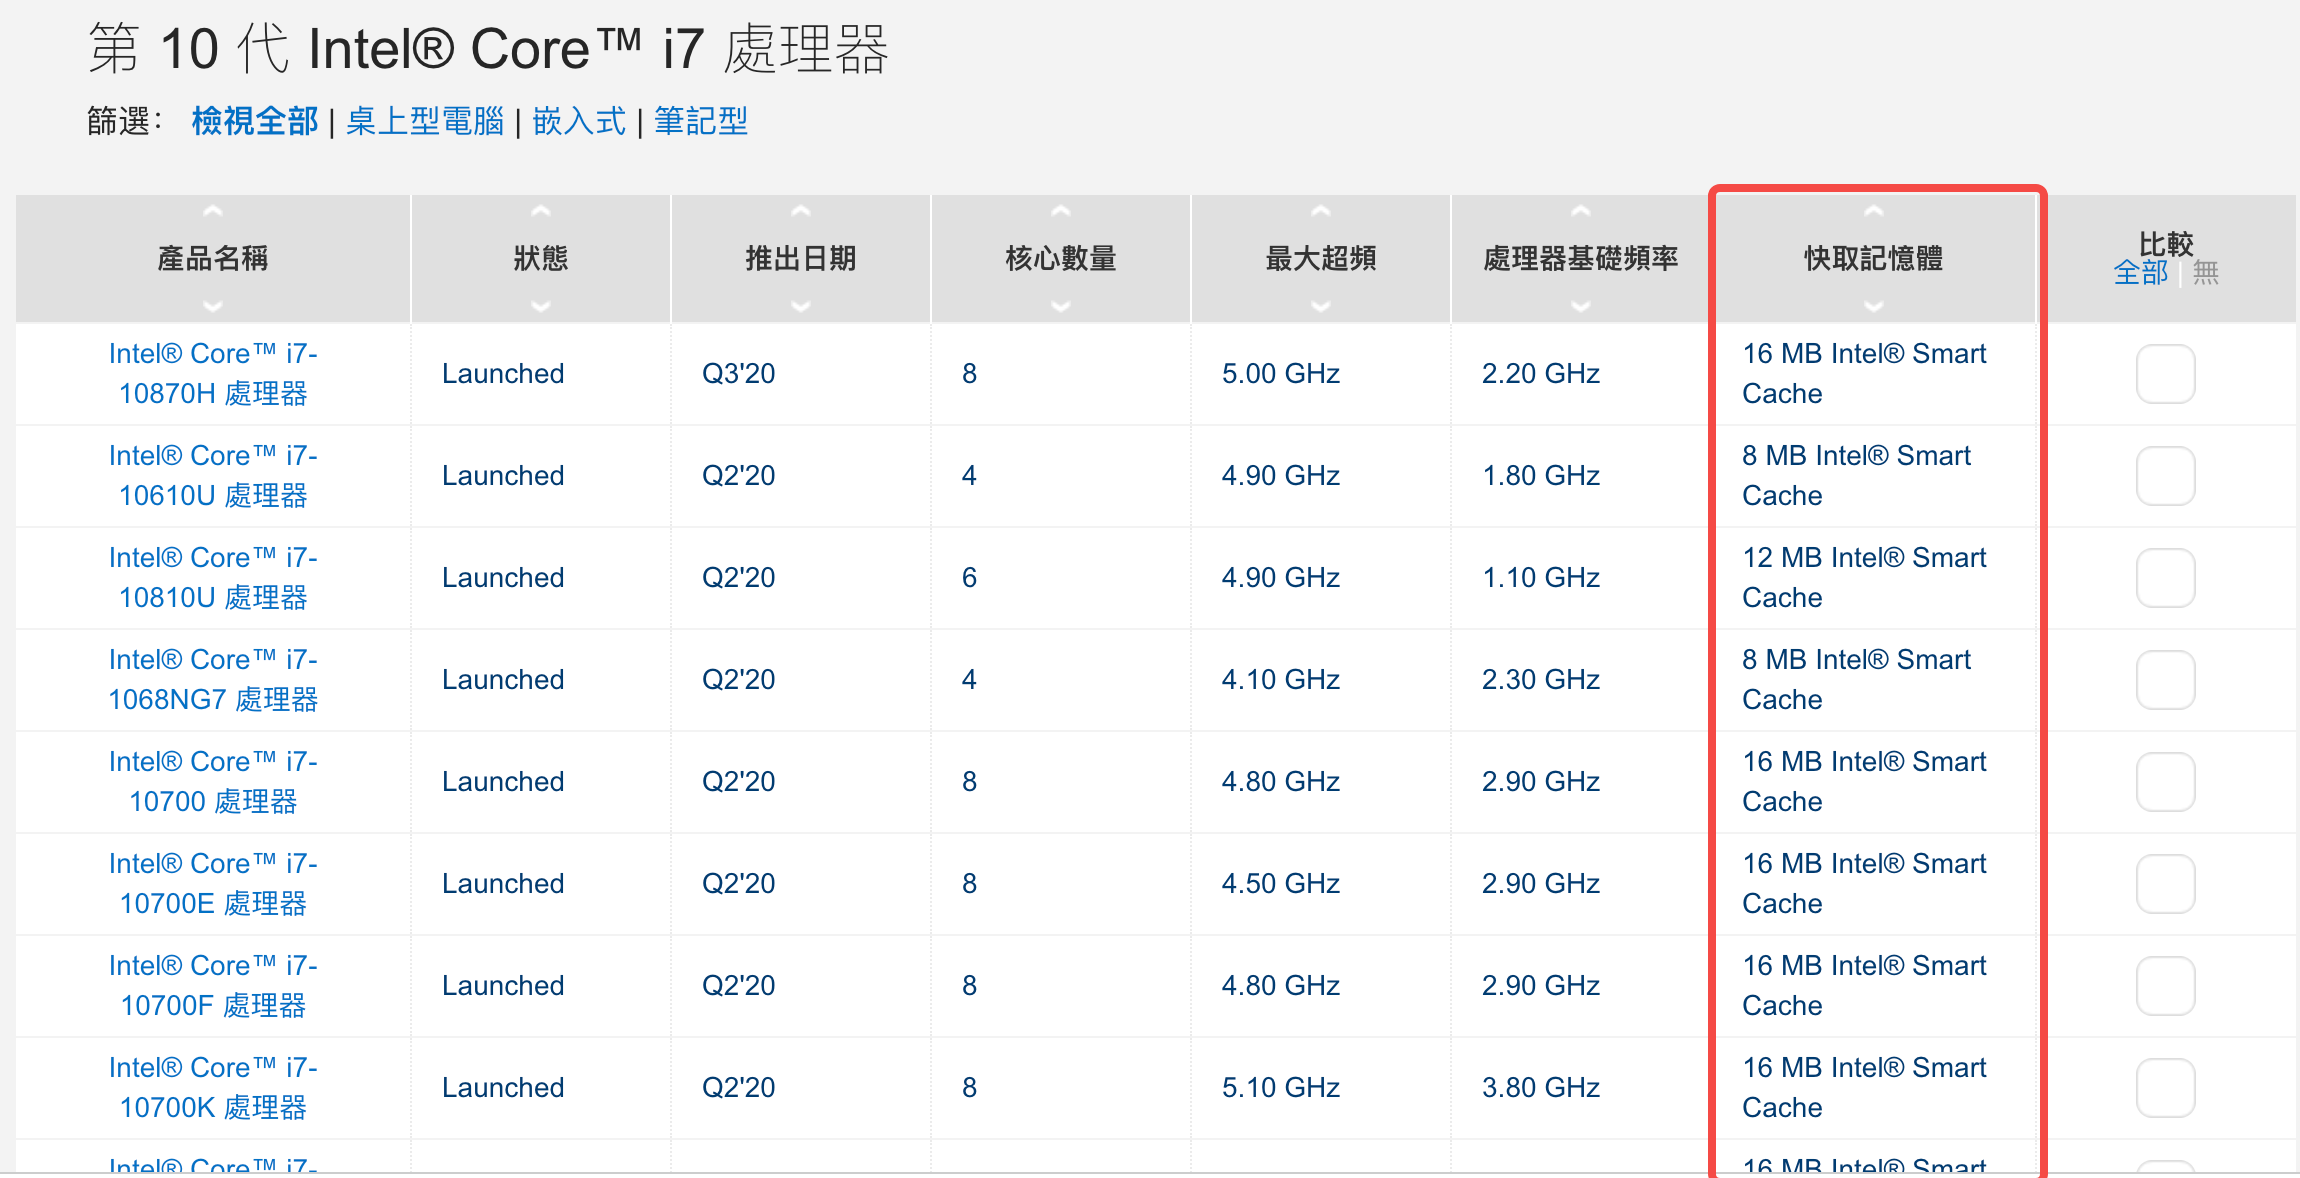 第 10 代 Intel® Core™ i7 處理器
篩選： 檢視全部 | 桌上型電腦 | 嵌入式 | 筆記型
產品名稱 狀態 推出日期 核心數量 最大超頻 處理器基礎頻率 快取記憶體 比較
全部 | 無
Intel® Core™ i7-
10870H 處理器
Launched Q3'20 8 5.00 GHz 2.20 GHz
16 MB Intel® Smart
Cache
Intel® Core™ i7-
10610U 處理器
Launched Q2'20 4 4.90 GHz 1.80 GHz
8 MB Intel® Smart
Cache
Intel® Core™ i7-
10810U 處理器
Launched Q2'20 6 4.90 GHz 1.10 GHz
12 MB Intel® Smart
Cache
Intel® Core™ i7-
1068NG7 處理器
Launched Q2'20 4 4.10 GHz 2.30 GHz
8 MB Intel® Smart
Cache
Intel® Core™ i7-
10700 處理器
Launched Q2'20 8 4.80 GHz 2.90 GHz
16 MB Intel® Smart
Cache
Intel® Core™ i7-
10700E 處理器
Launched Q2'20 8 4.50 GHz 2.90 GHz
16 MB Intel® Smart
Cache
Intel® Core™ i7-
10700F 處理器
Launched Q2'20 8 4.80 GHz 2.90 GHz
16 MB Intel® Smart
Cache
Intel® Core™ i7-
10700K 處理器
Launched Q2'20 8 5.10 GHz 3.80 GHz
16 MB Intel® Smart
Cache
Intel® Core™ i7-
16 MB Intel® Smart